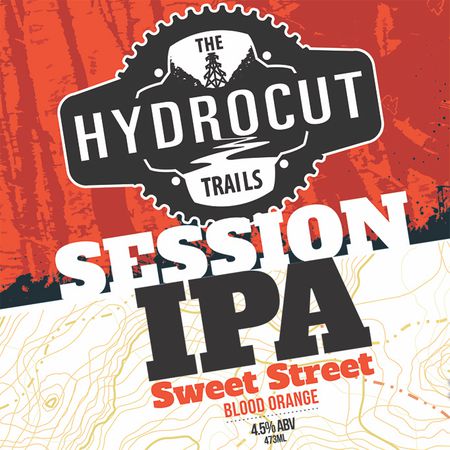 THE
HYDROCUT
TRAILS
SESSION
IPA
Sweet Street
BLOOD ORANGE
4.5% ABV
473ML